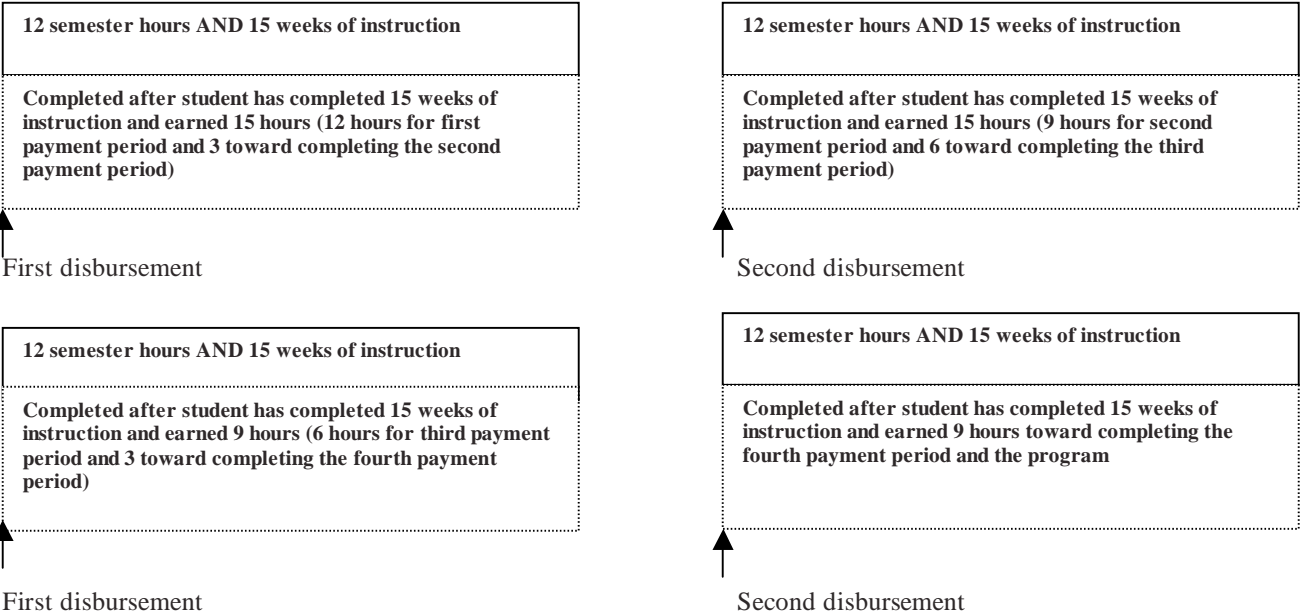 12 semester hours AND 15 weeks of instruction
Completed after student has completed 15 weeks of
instruction and earned 15 hours (12 hours for first
payment period and 3 toward completing the second
payment period)
First disbursement
12 semester hours AND 15 weeks of instruction
Completed after student has completed 15 weeks of
instruction and earned 15 hours (9 hours for second
payment period and 6 toward completing the third
payment period)
Second disbursement
12 semester hours AND 15 weeks of instruction
Completed after student has completed 15 weeks of
instruction and earned 9 hours (6 hours for third payment
period and 3 toward completing the fourth payment
period)
First disbursement
12 semester hours AND 15 weeks of instruction
Completed after student has completed 15 weeks of
instruction and earned 9 hours toward completing the
fourth payment period and the program
Second disbursement